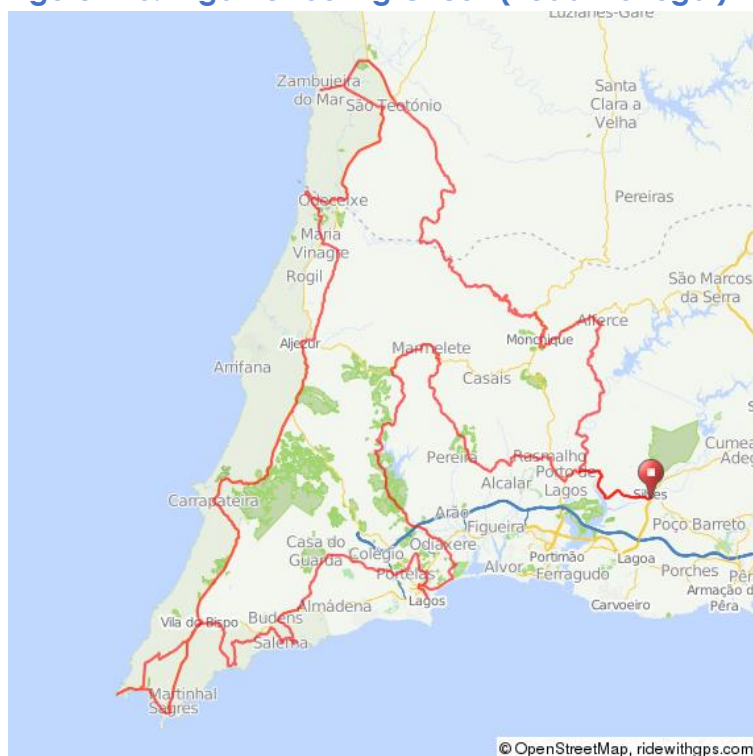 Luzianes-Gare
Zambujeira
do Mar
São Teotónio
Santa
Clara a
Velha
Pereiras
Odeceixe
Maria
Vinagre
Rogil
São Marcos
da Serra
Alferce
Aljezur
Marmelete
Monchique
Arrifana
Casais
Pereira
Rasmalho
Porto de
Lagos
Alcalar
Silves
Carrapateira
Arão
Figueira
Poço Barreto
Casa do
Guarda
Colégio
Odiaxere
Portimão
Lagoa
Portelas
Alvor
Ferragudo
Porches
Armação d
Pêra
Budens
Almádena
Lagos
Carvoeiro
Vila do Bispo
Salema
Martinhal
Sagres
© OpenStreetMap, ridewithgps.com